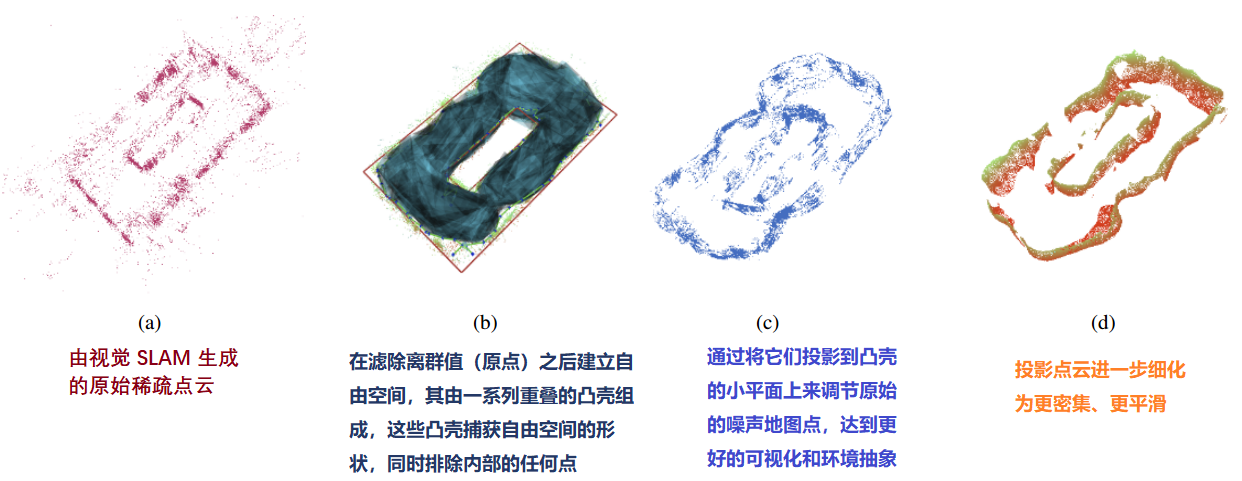 (a)
由视觉 SLAM 生成
的原始稀疏点云
(b)
在滤除离群值（原点）之后建立自
由空间，其由一系列重叠的凸壳组
成，这些凸壳捕获自由空间的形
状，同时排除内部的任何点
(c)
通过将它们投影到凸壳
的小平面上来调节原始
的噪声地图点，达到更
好的可视化和环境抽象
(d)
投影点云进一步细化
为更密集、更平滑